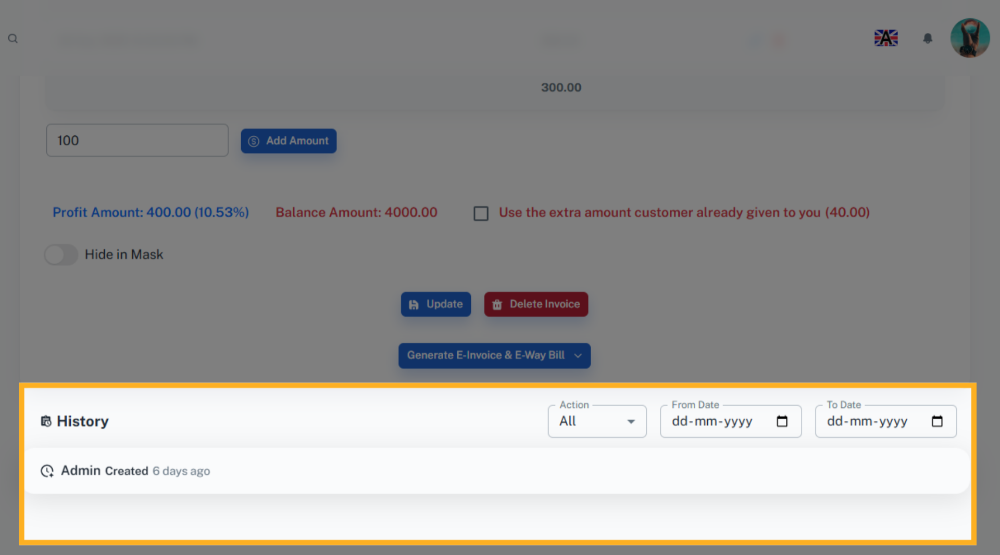 A
300.00
100
Add Amount
Profit Amount: 400.00 (10.53%) Balance Amount: 4000.00 Use the extra amount customer already given to you (40.00)
Hide in Mask
Update Delete Invoice
Generate E-Invoice & E-Way Bill
History
Action
All
From Date
dd-mm-yyyy
To Date
dd-mm-yyyy
Admin Created 6 days ago